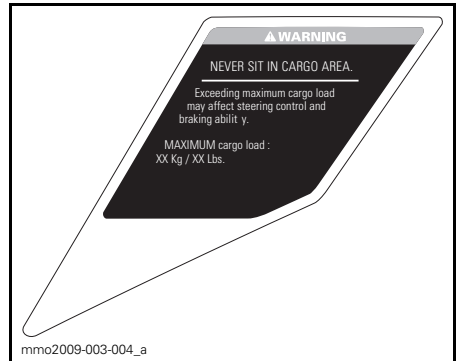 WARNING
NEVER SIT IN CARGO AREA.
Exceeding maximum cargo load
may affect steering control and
braking abilit y.
MAXIMUM cargo load :
XX Kg / XX Lbs.
mmo2009-003-004_a